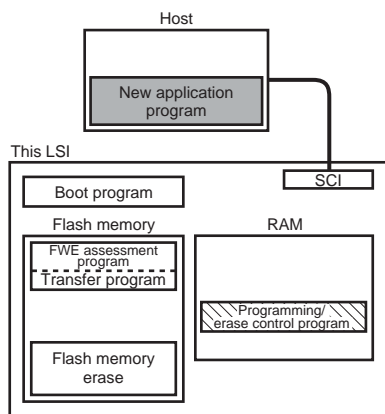 Host
New application
program
This LSI
SCI
Boot program
Flash memory
RAM
FWE assessment
program
Transfer program
Programming/
erase control program
Flash memory
erase